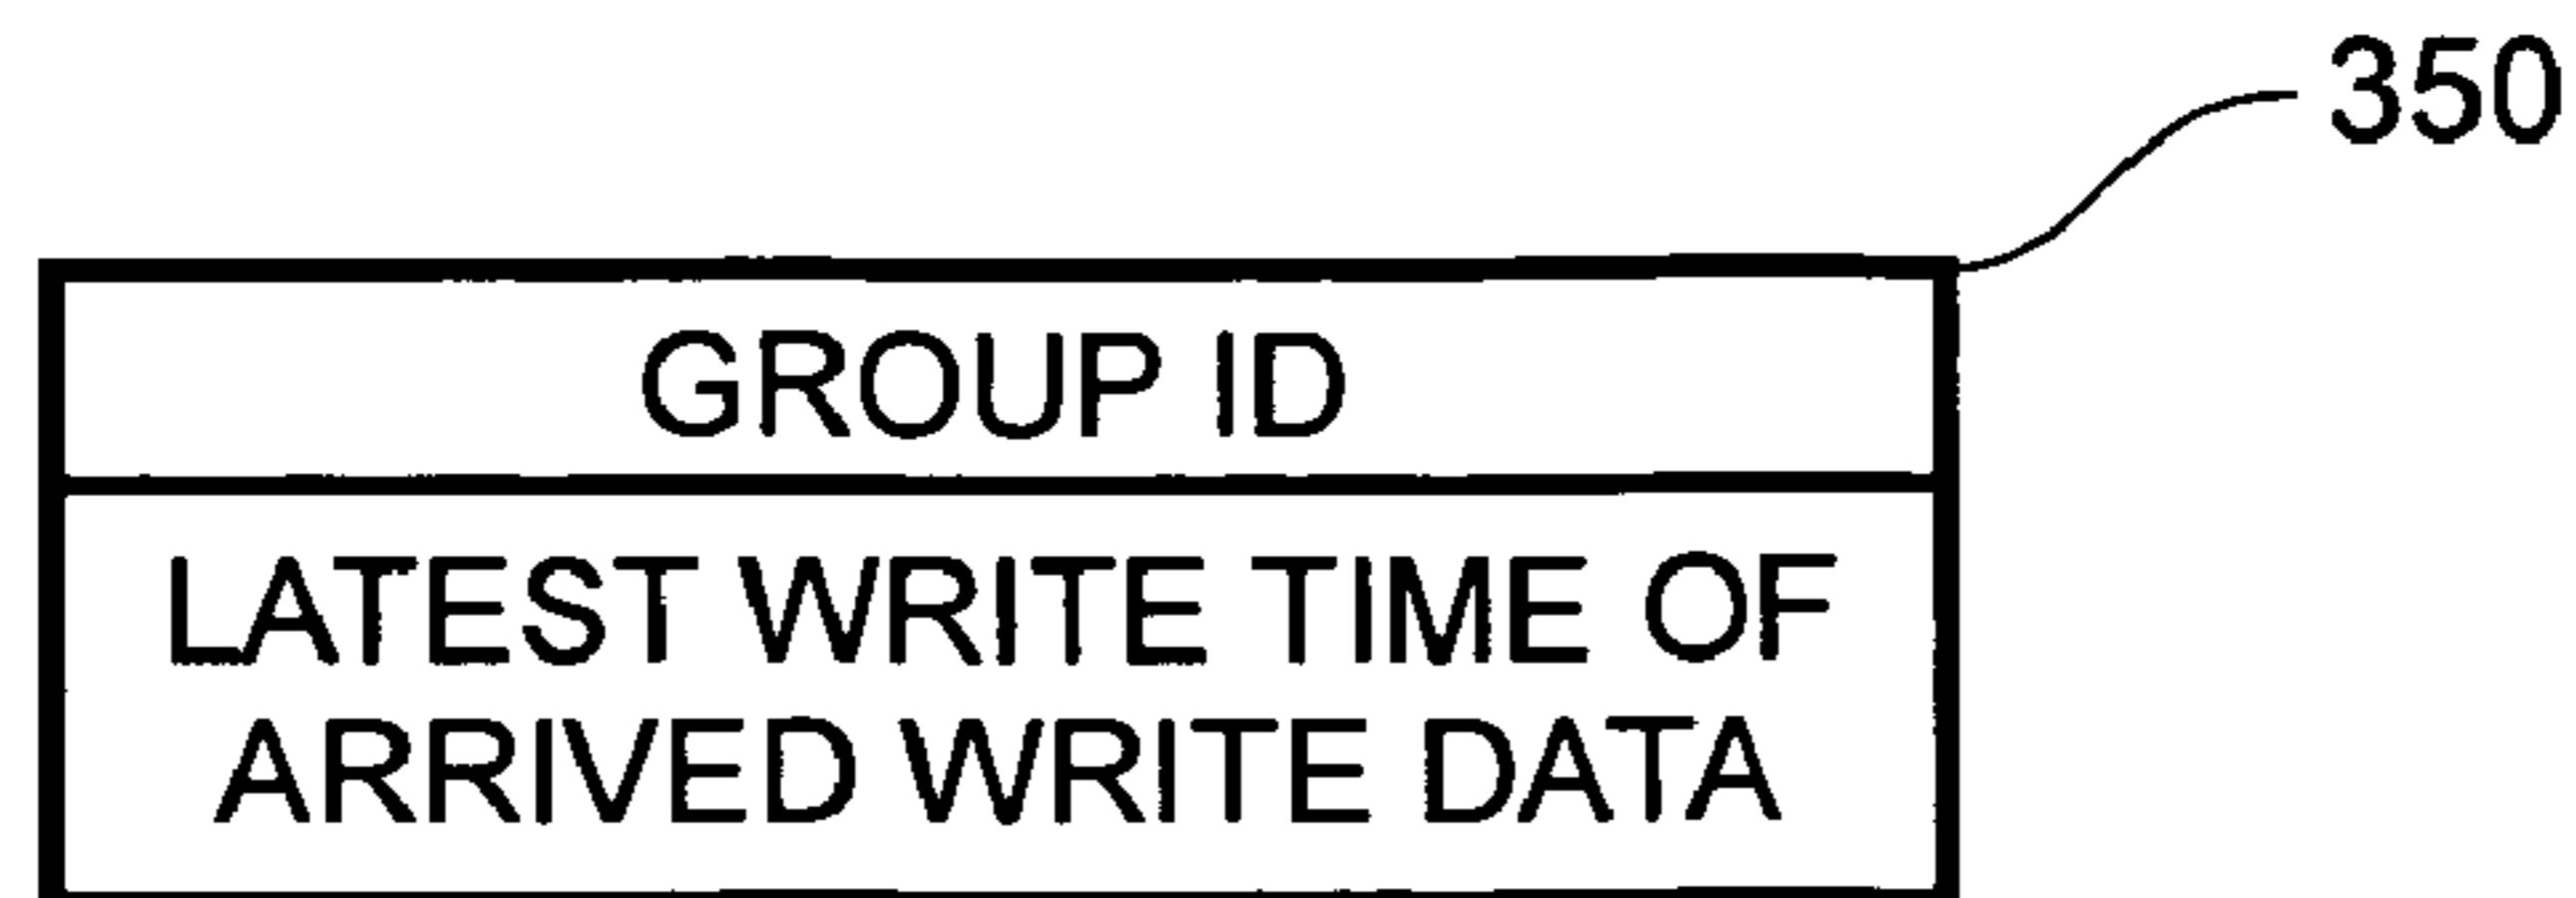 350
GROUP ID
LATEST WRITE TIME OF
ARRIVED WRITE DATA